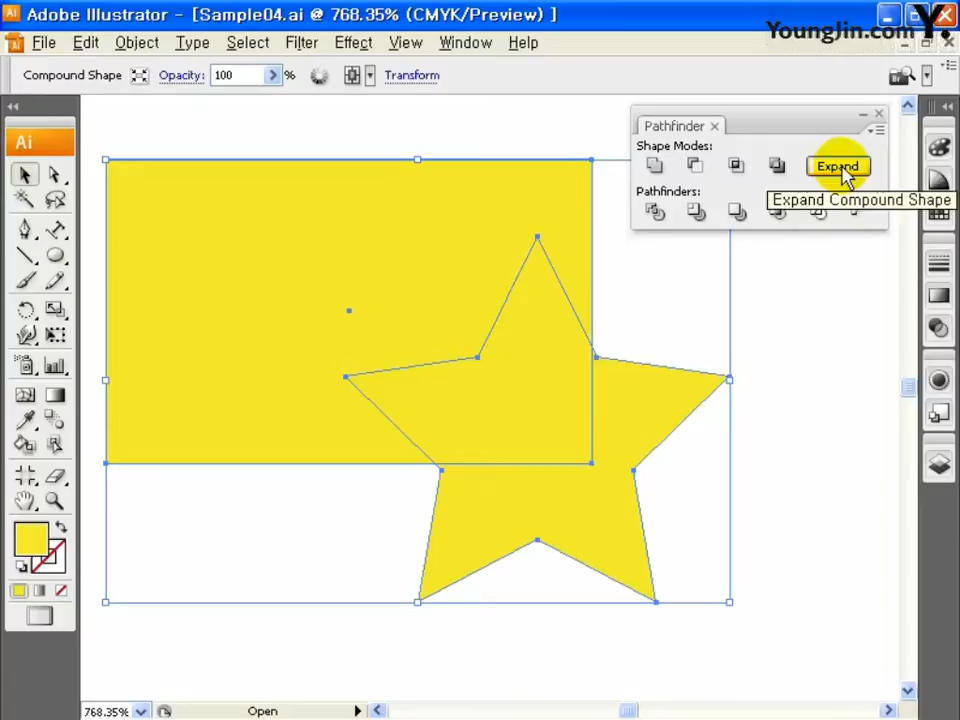 Adobe Illustrator - [Sample04.ai @ 768.35% (CMYK/Preview) ]
YoungJin.com Y.
File Edit Object Type Select Filter Effect View Window Help
Compound Shape Opacity: 100 % Transform
Ai
Pathfinder
Shape Modes:
Expand
Pathfinders:
Expand Compound Shape
768.35% Open